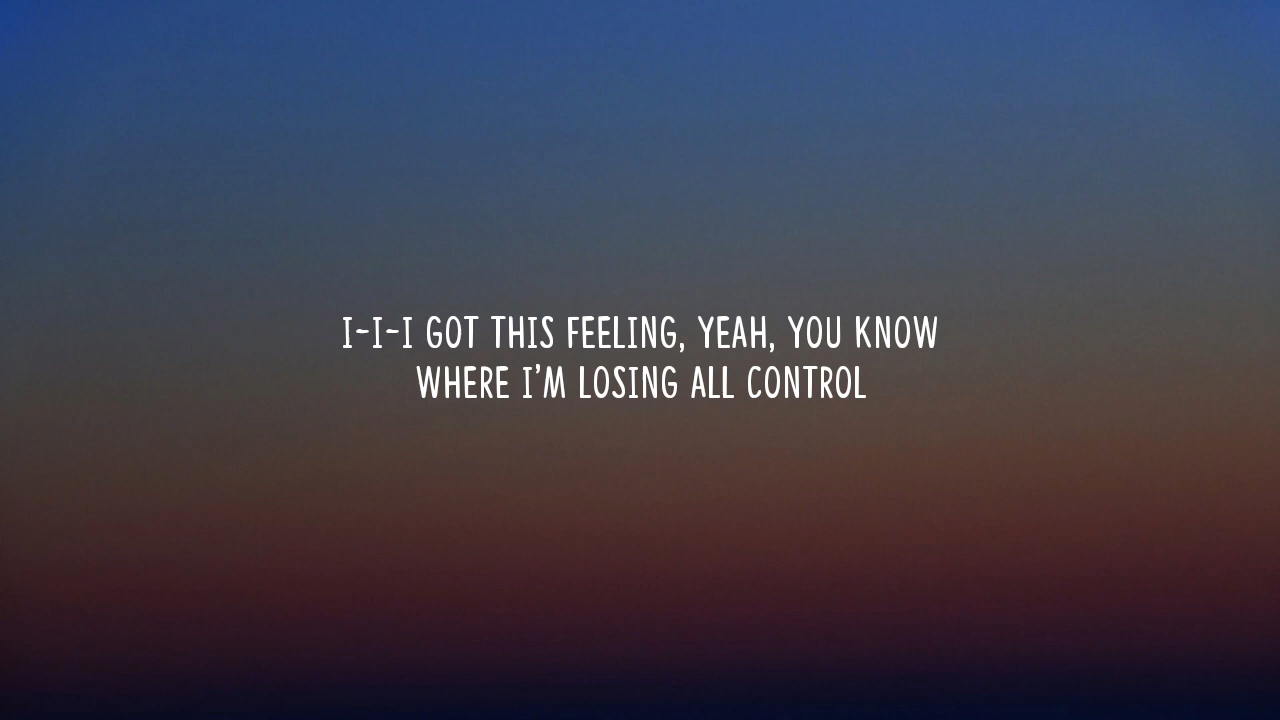 I-I-I GOT THIS FEELING, YEAH, YOU KNOW
WHERE I'M LOSING ALL CONTROL